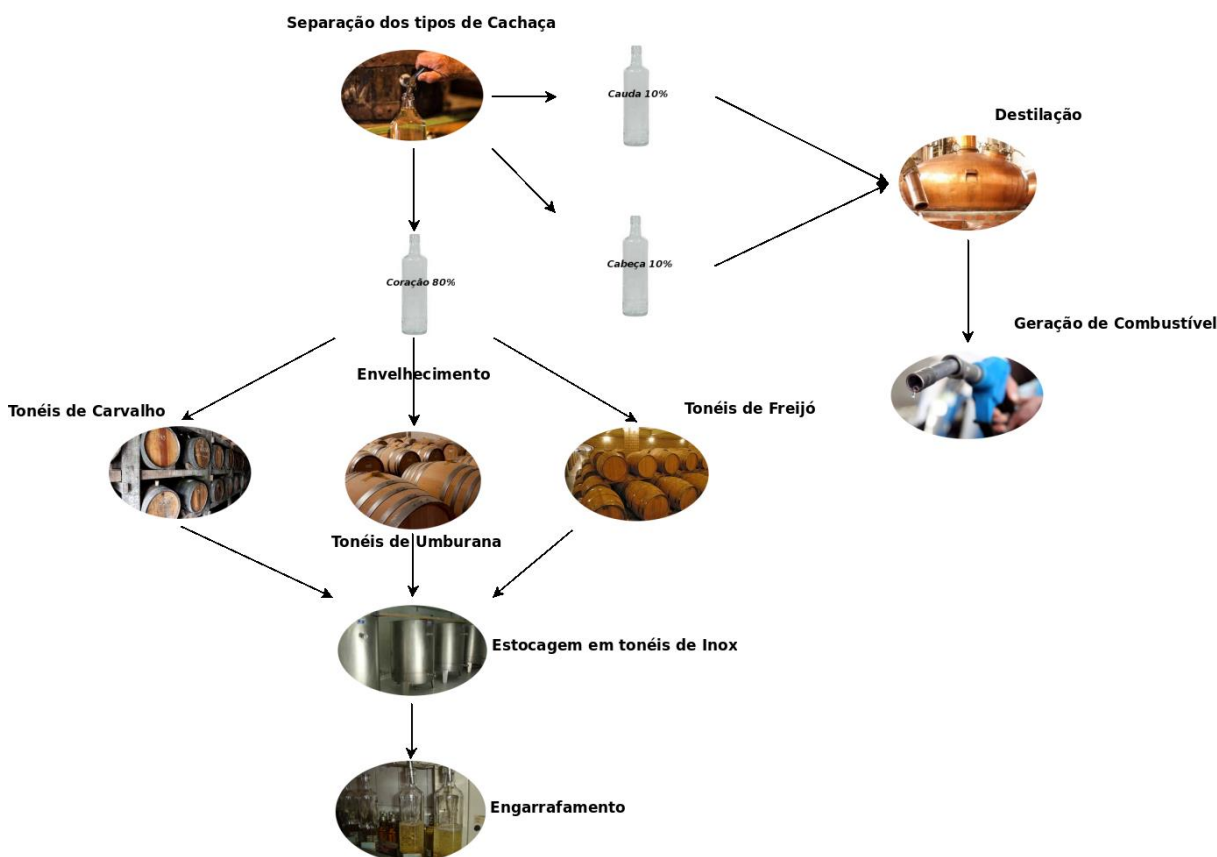 Separação dos tipos de Cachaça
Cauda 10%
Destilação
Cabeça 10%
Coração 80%
Geração de Combustível
Envelhecimento
Tonéis de Carvalho
Tonéis de Freijó
Tonéis de Umburana
Estocagem em tonéis de Inox
Engarrafamento